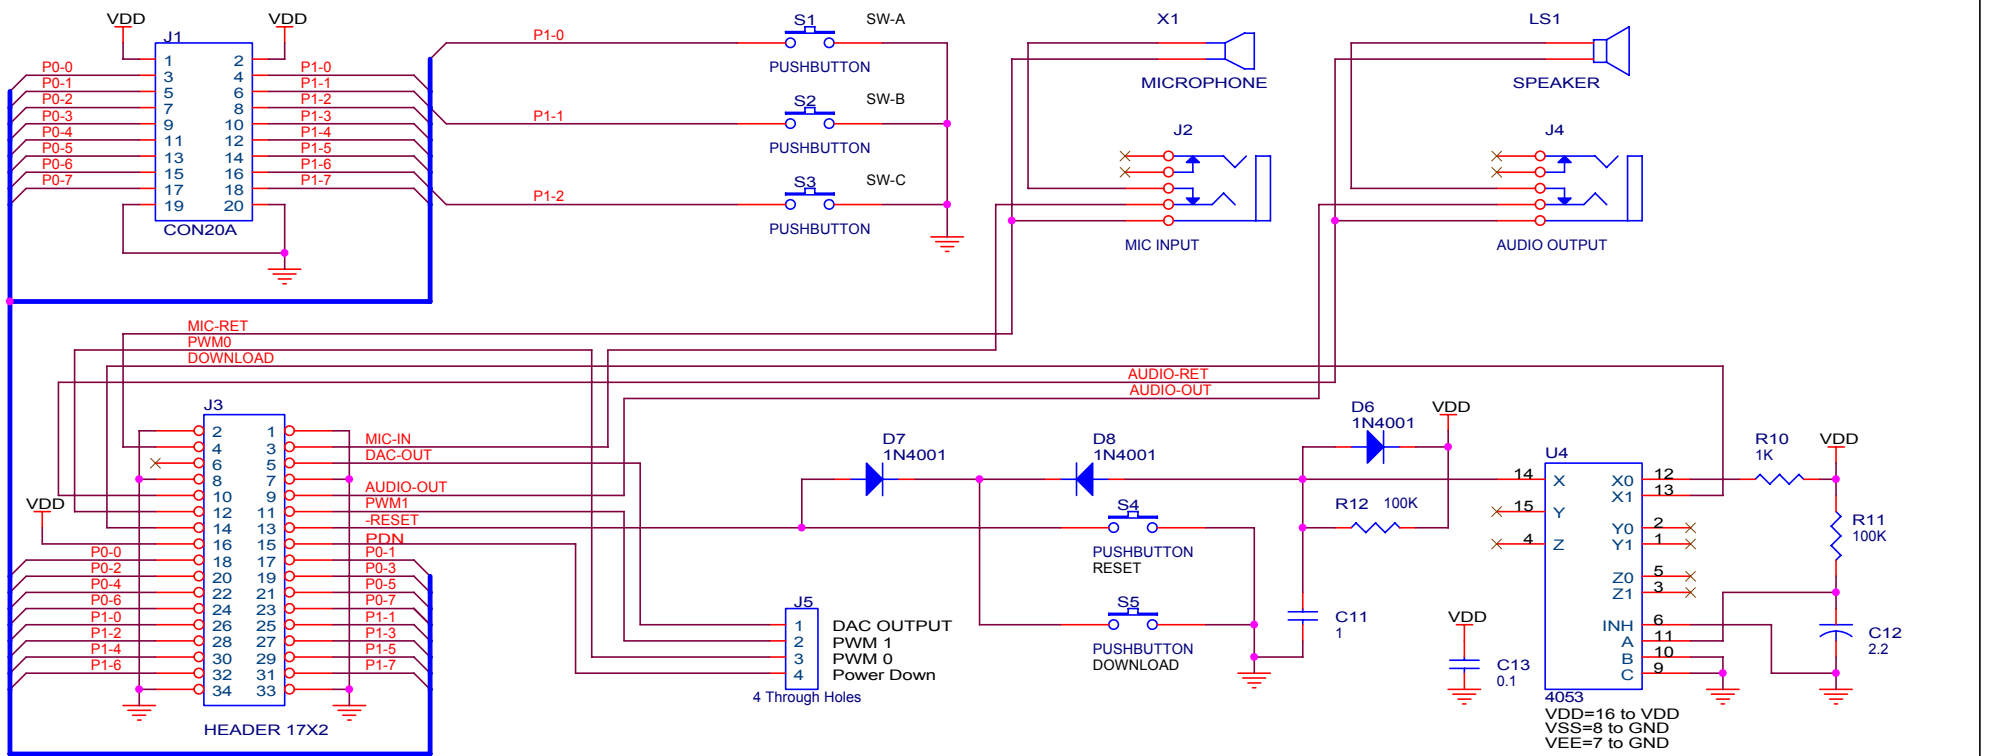 VDD VDD
J1
1 2
P0-0 3 4 P1-0
P0-1 5 6 P1-1
P0-2 7 8 P1-2
P0-3 9 10 P1-3
P0-4 11 12 P1-4
P0-5 13 14 P1-5
P0-6 15 16 P1-6
P0-7 17 18 P1-7
19 20
CON20A
P1-0 S1 SW-A
PUSHBUTTON
P1-1 S2 SW-B
PUSHBUTTON
P1-2 S3 SW-C
PUSHBUTTON
X1
MICROPHONE
J2
MIC INPUT
LS1
SPEAKER
J4
AUDIO OUTPUT
MIC-RET
PWM0
DOWNLOAD
AUDIO-RET
AUDIO-OUT
J3
2 1
4 3 MIC-IN
6 5 DAC-OUT
8 7
10 9 AUDIO-OUT
VDD 12 11 PWM1
14 13 -RESET
16 15 PDN
P0-0 18 17 P0-1
P0-2 20 19 P0-3
P0-4 22 21 P0-5
P0-6 24 23 P0-7
P1-0 26 25 P1-1
P1-2 28 27 P1-3
P1-4 30 29 P1-5
P1-6 32 31 P1-7
34 33
HEADER 17X2
D7
1N4001
D8
1N4001
D6
1N4001
VDD
R12 100K
S4
PUSHBUTTON
RESET
S5
PUSHBUTTON
DOWNLOAD
C11
1
J5
1 DAC OUTPUT
2 PWM 1
3 PWM 0
4 Power Down
4 Through Holes
VDD
C13
0.1
U4
14 X X0 12
X1 13
15 Y Y0 2
4 Z Y1 1
Z0 5
Z1 3
INH 6
A 11
B 10
C 9
4053
VDD=16 to VDD
VSS=8 to GND
VEE=7 to GND
R10
1K
VDD
R11
100K
C12
2.2